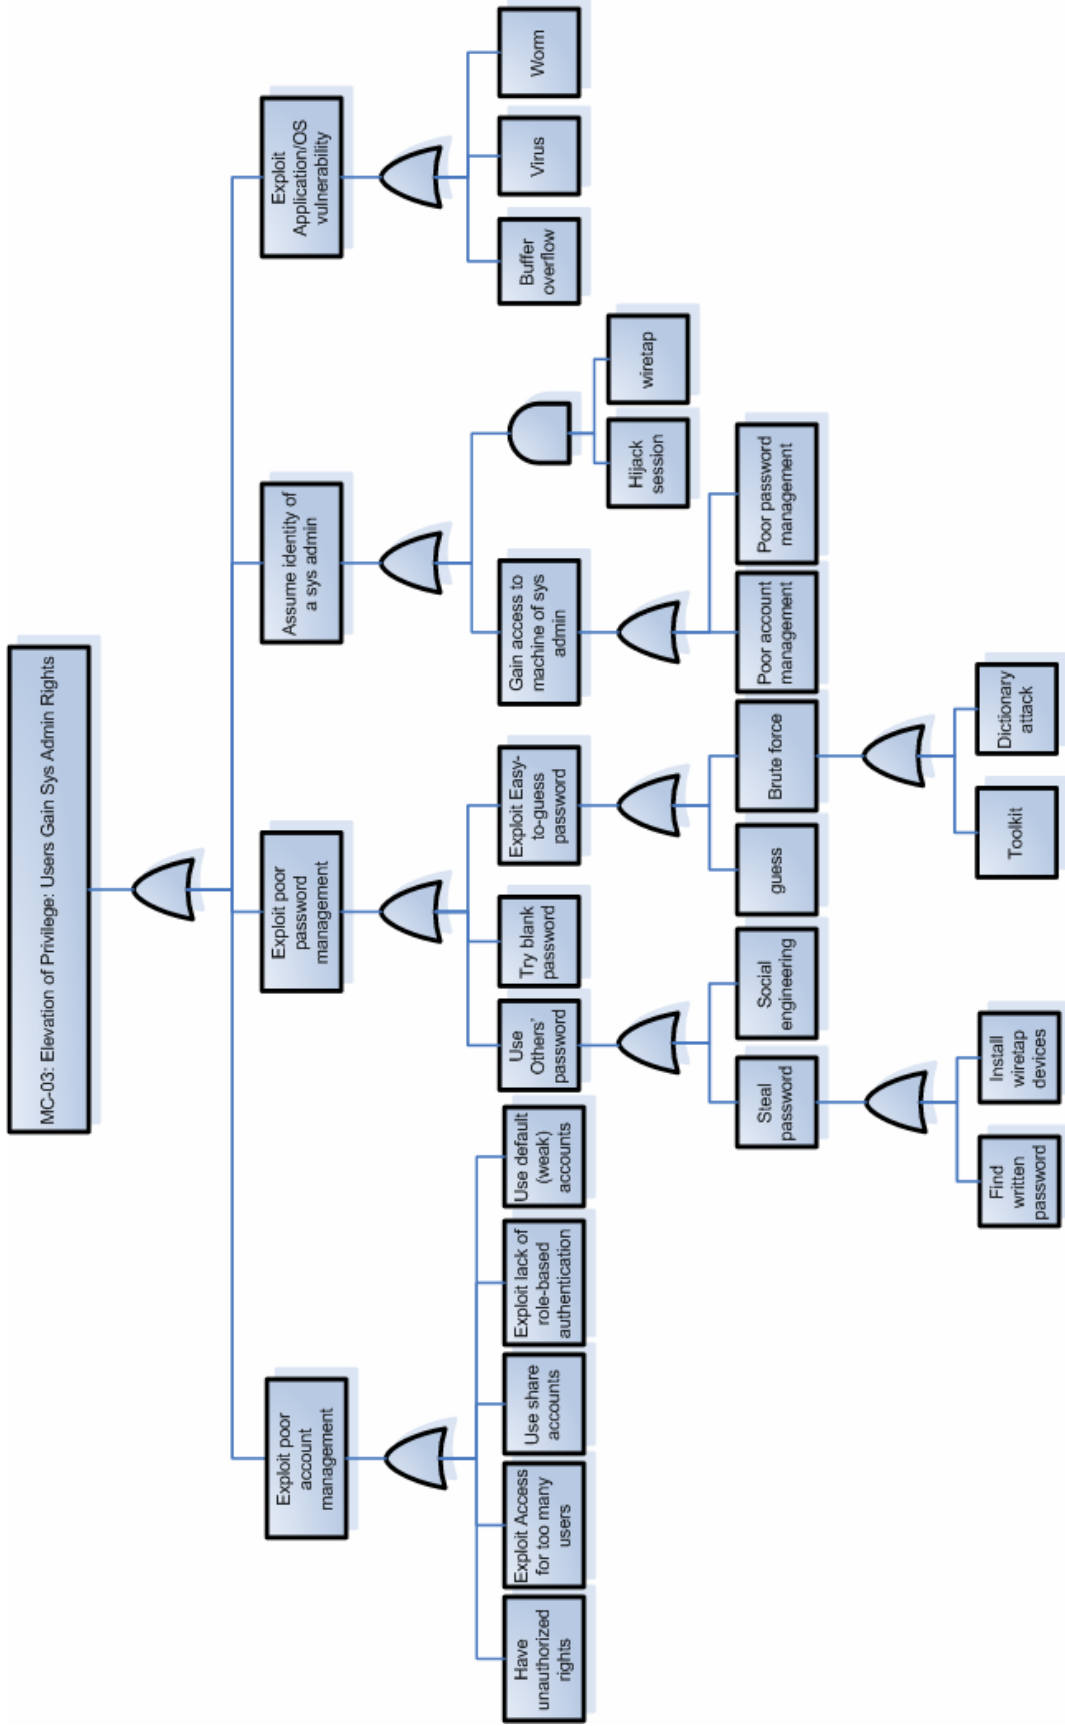 MC-03: Elevation of Privilege: Users Gain Sys Admin Rights
Exploit poor
account
management
Exploit poor
password
management
Assume identity of
a sys admin
Exploit
Application/OS
vulnerability
Have
unauthorized
rights
Exploit Access
for too many
users
Use share
accounts
Exploit lack of
role-based
authentication
Use default
(weak)
accounts
Use
Others'
password
Try blank
password
Exploit Easy-
to-guess
password
Gain access to
machine of sys
admin
Buffer
overflow
Virus
Worm
Hijack
session
wiretap
Steal
password
Social
engineering
guess
Brute force
Poor account
management
Poor password
management
Find
written
password
Install
wiretap
devices
Toolkit
Dictionary
attack